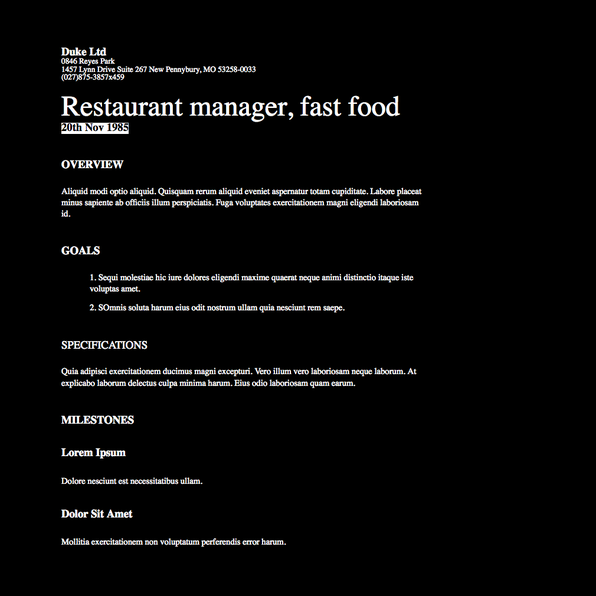 Duke Ltd
0846 Reyes Park
1457 Lynn Drive Suite 267 New Pennybury, MO 53258-0033
(027)875-3857x459
Restaurant manager, fast food
20th Nov 1985
OVERVIEW
Aliquid modi optio aliquid. Quisquam rerum aliquid eveniet aspernatur totam cupiditate. Labore placeat
minus sapiente ab officiis illum perspiciatis. Fuga voluptates exercitationem magni eligendi laboriosam
id.
GOALS
1. Sequi molestiae hic iure dolores eligendi maxime quaerat neque animi distinctio itaque iste
voluptas amet.
2. SOmnis soluta harum eius odit nostrum ullam quia nesciunt rem saepe.
SPECIFICATIONS
Quia adipisci exercitationem ducimus magni excepturi. Vero illum vero laboriosam neque laborum. At
explicabo laborum delectus culpa minima harum. Eius odio laboriosam quam earum.
MILESTONES
Lorem Ipsum
Dolore nesciunt est necessitatibus ullam.
Dolor Sit Amet
Mollitia exercitationem non voluptatum perferendis error harum.